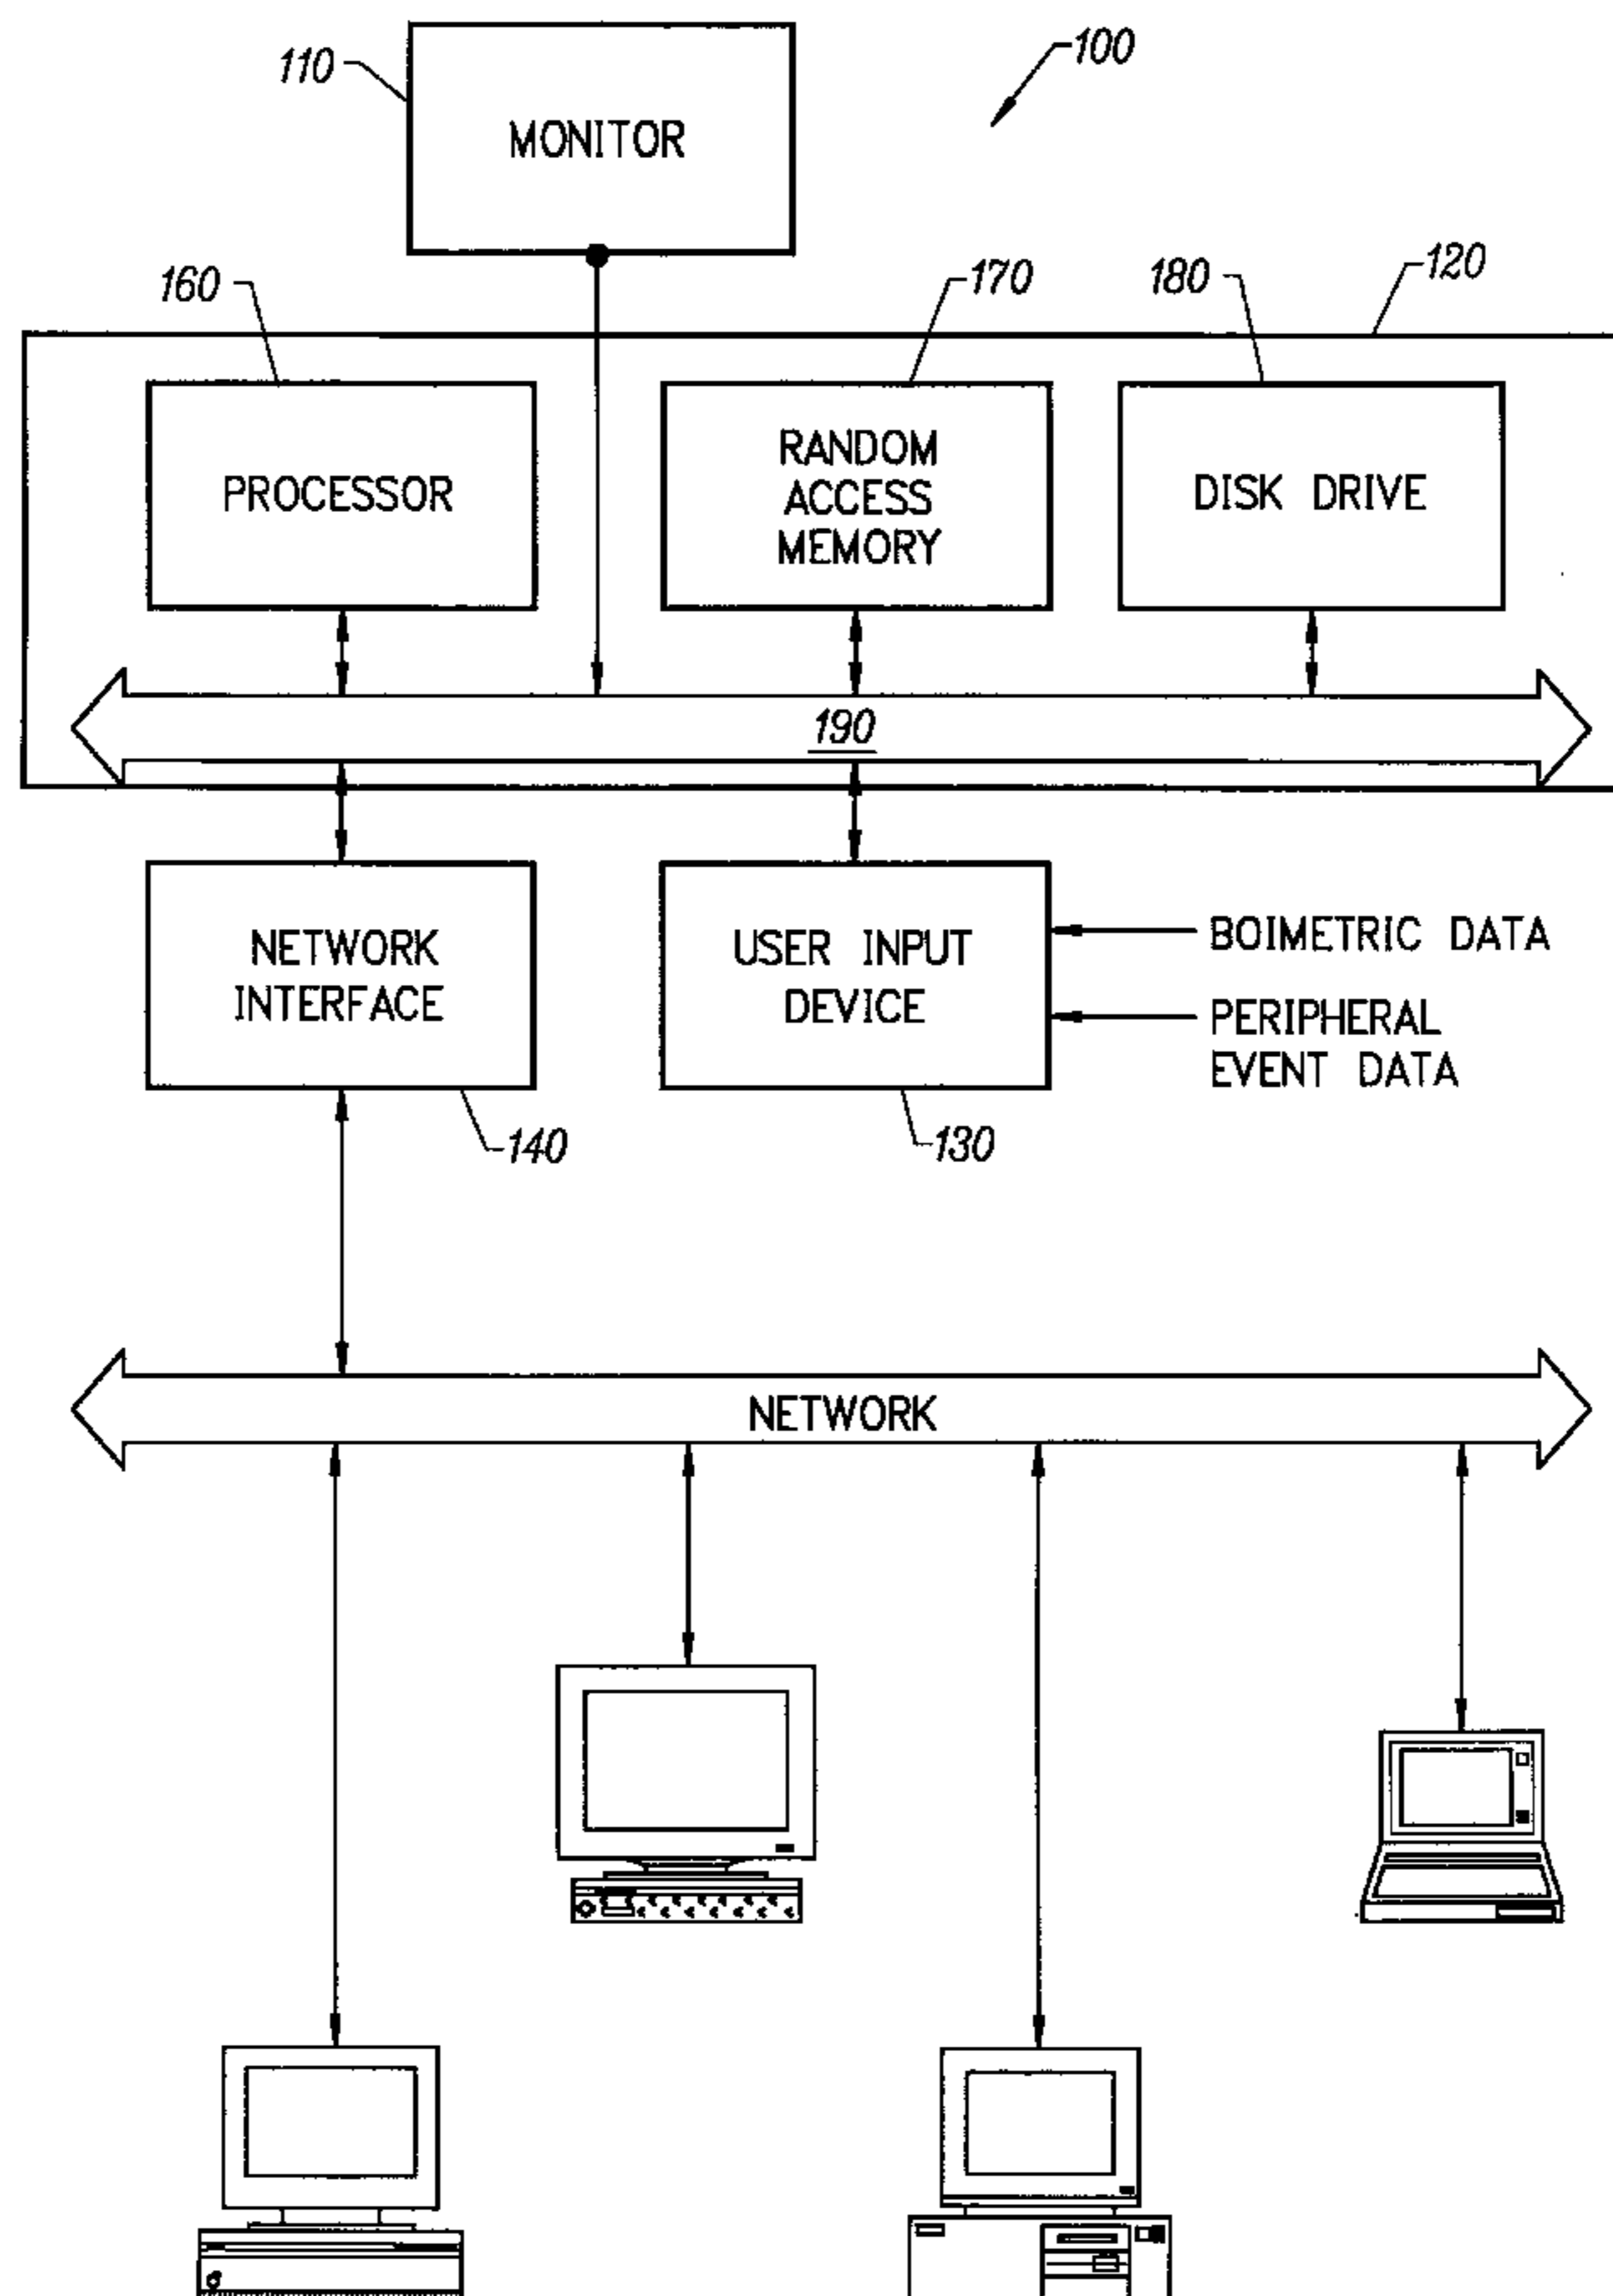 110
100
MONITOR
160
170
180
120
PROCESSOR
RANDOM
ACCESS
MEMORY
DISK DRIVE
190
NETWORK
INTERFACE
USER INPUT
DEVICE
BOIMETRIC DATA
PERIPHERAL
EVENT DATA
140
130
NETWORK